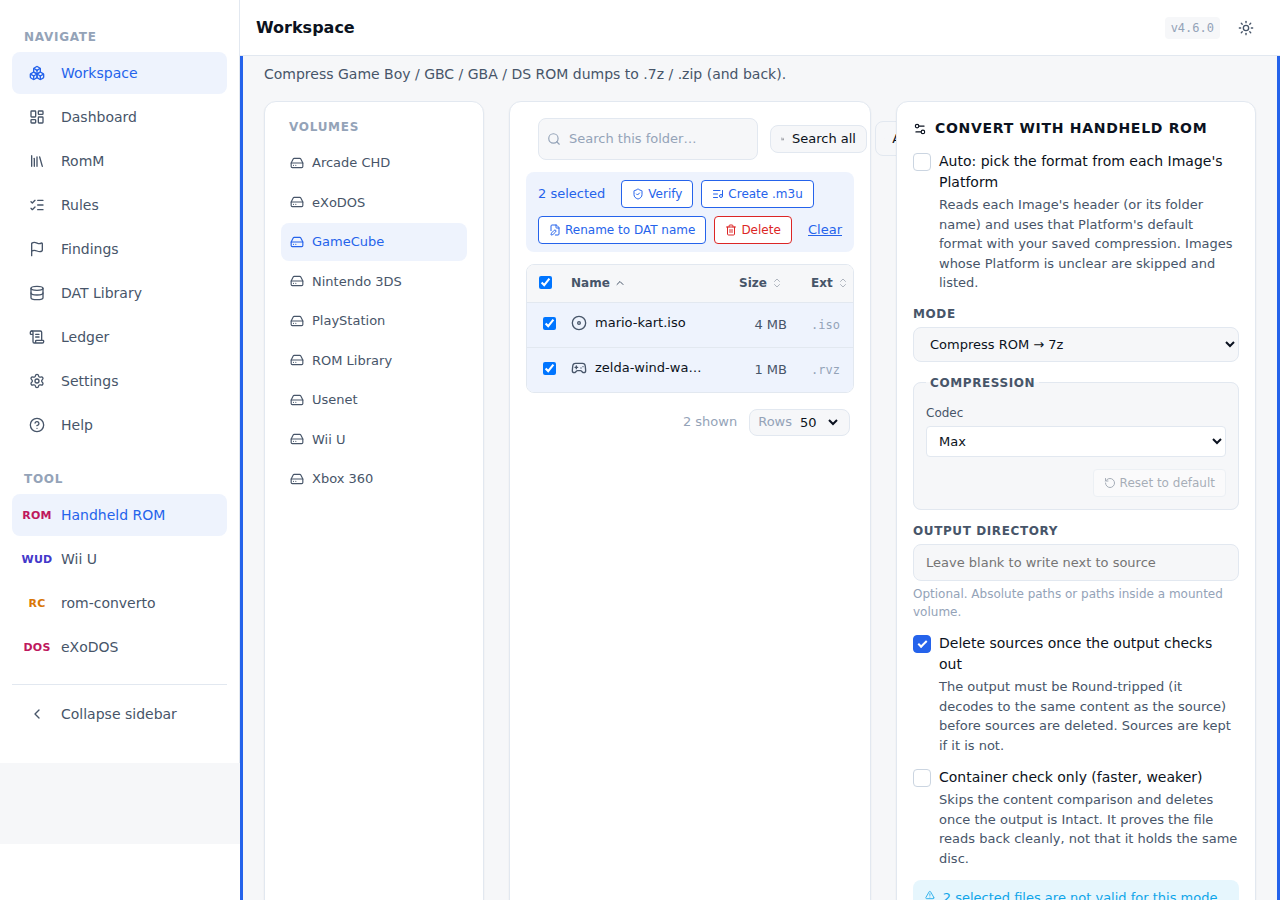 NAVIGATE
Workspace
Dashboard
RomM
Rules
Findings
DAT Library
Ledger
Settings
Help
TOOL
ROM Handheld ROM
WUD Wii U
RC rom-converto
DOS eXoDOS
Collapse sidebar
Workspace
v4.6.0
Compress Game Boy / GBC / GBA / DS ROM dumps to .7z / .zip (and back).
VOLUMES
Arcade CHD
eXoDOS
GameCube
Nintendo 3DS
PlayStation
ROM Library
Usenet
Wii U
Xbox 360
Search this folder…
Search all
2 selected
Verify
Create .m3u
Rename to DAT name
Delete
Clear
Name Size Ext
mario-kart.iso 4 MB .iso
zelda-wind-wa… 1 MB .rvz
2 shown Rows 50
CONVERT WITH HANDHELD ROM
Auto: pick the format from each Image's
Platform
Reads each Image's header (or its folder
name) and uses that Platform's default
format with your saved compression. Images
whose Platform is unclear are skipped and
listed.
MODE
Compress ROM → 7z
COMPRESSION
Codec
Max
Reset to default
OUTPUT DIRECTORY
Leave blank to write next to source
Optional. Absolute paths or paths inside a mounted
volume.
Delete sources once the output checks
out
The output must be Round-tripped (it
decodes to the same content as the source)
before sources are deleted. Sources are kept
if it is not.
Container check only (faster, weaker)
Skips the content comparison and deletes
once the output is Intact. It proves the file
reads back cleanly, not that it holds the same
disc.
2 selected files are not valid for this mode